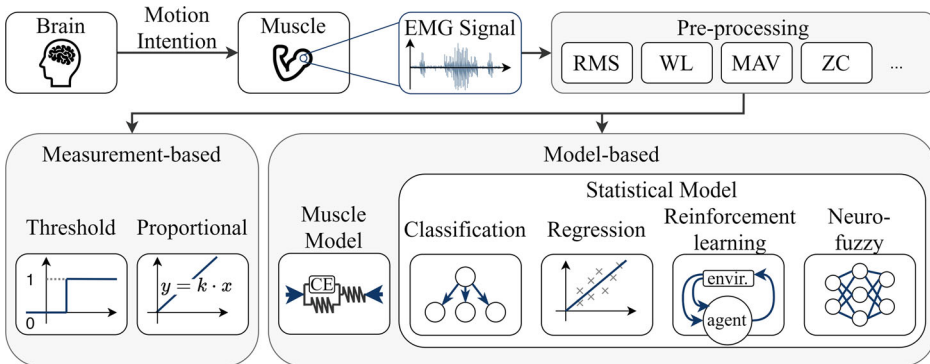 Brain
Motion
Intention
Muscle
EMG Signal
Pre-processing
RMS
WL
MAV
ZC
...
Measurement-based
Threshold
1
0
Proportional
y = k · x
Model-based
Muscle
Model
CE
Statistical Model
Classification
Regression
Reinforcement
learning
envir.
agent
Neuro-
fuzzy